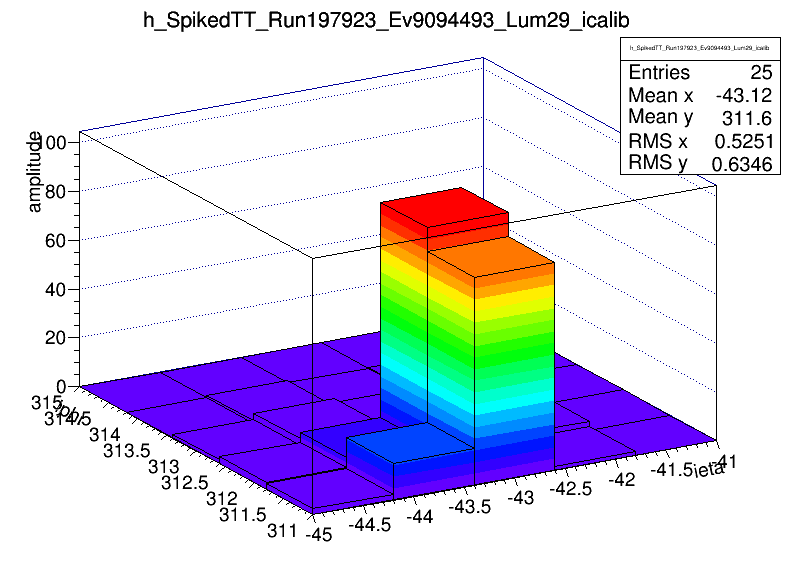 h_SpikedTT_Run197923_Ev9094493_Lum29_icalib
h_SpikedTT_Run197923_Ev9094493_Lum29_icalib
Entries 25
Mean x -43.12
Mean y 311.6
RMS x 0.5251
RMS y 0.6346
amplitude
100
80
60
40
20
0
315
314.5
314
313.5
313
312.5
312
311.5
311
-45
-44.5
-44
-43.5
-43
-42.5
-42
-41.5
-41
ieta